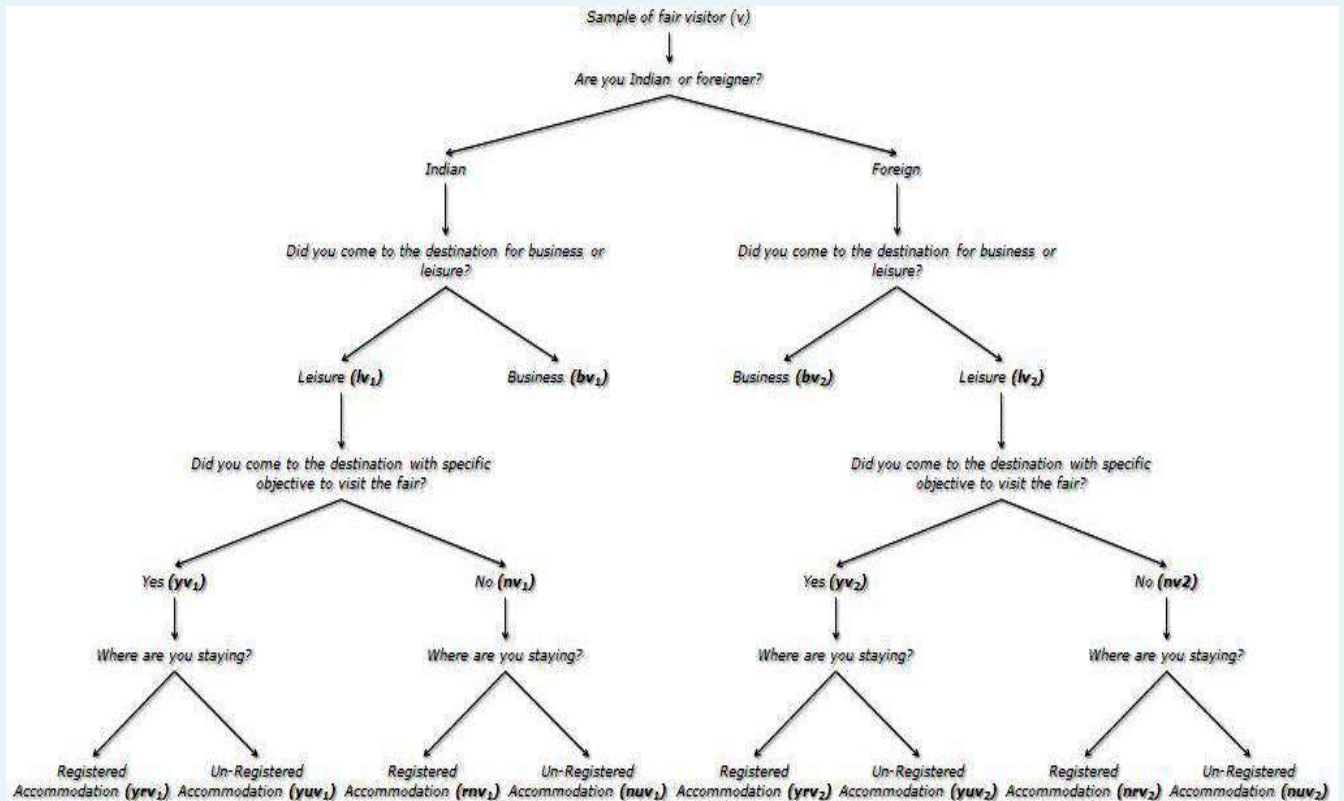 Sample of fair visitor (v)
Are you Indian or foreigner?
Indian
Foreign
Did you come to the destination for business or
leisure?
Did you come to the destination for business or
leisure?
Leisure (lv₁)
Business (bv₁)
Business (bv₂)
Leisure (lv₂)
Did you come to the destination with specific
objective to visit the fair?
Did you come to the destination with specific
objective to visit the fair?
Yes (yv₁)
No (nv₁)
Yes (yv₂)
No (nv2)
Where are you staying?
Where are you staying?
Where are you staying?
Where are you staying?
Registered
Accommodation (yrv₁)
Un-Registered
Accommodation (yuv₁)
Registered
Accommodation (rnv₁)
Un-Registered
Accommodation (nuv₁)
Registered
Accommodation (yrv₂)
Un-Registered
Accommodation (yuv₂)
Registered
Accommodation (nrv₂)
Un-Registered
Accommodation (nuv₂)